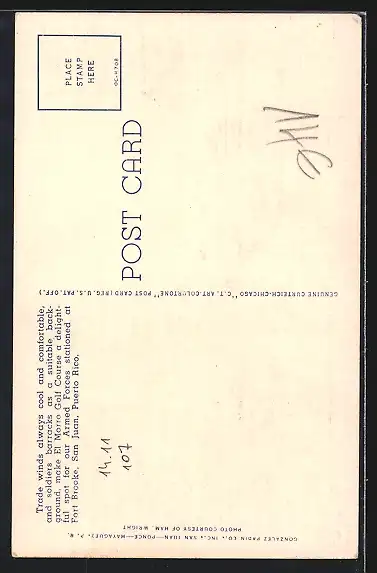 Trade winds always cool and comfortable,
and soldiers barracks as a suitable back-
ground, make El Morro Golf Course a delight-
ful spot for our Armed Forces stationed at
Fort Brooke, San Juan, Puerto Rico.
14.11
107
POST CARD
PLACE
STAMP
HERE
OC-H708
GENUINE CURTEICH-CHICAGO "C. T. ART-COLORTONE" POST CARD (REG. U.S. PAT. OFF.)
GONZALEZ PADIN CO., INC., SAN JUAN—PONCE—MAYAGUEZ, P. R.
PHOTO COURTESY OF HAM. WRIGHT